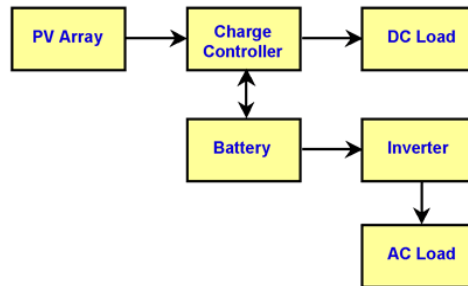 PV Array
Charge
Controller
DC Load
Battery
Inverter
AC Load